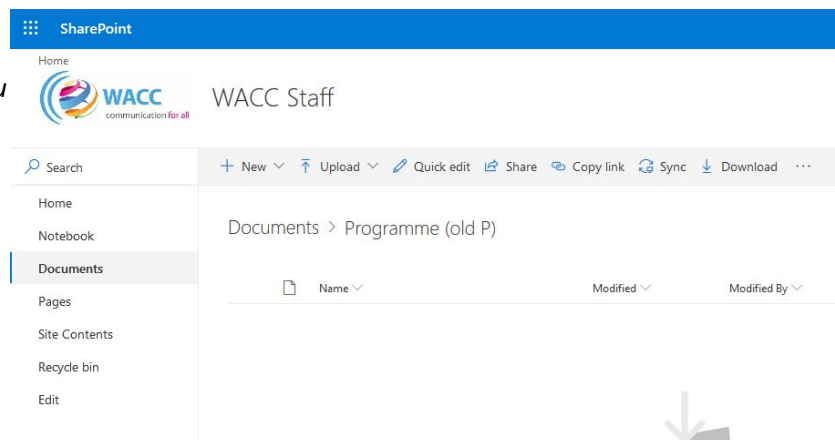 SharePoint
Home
WACC
communication for all
WACC Staff
Search
New Upload Quick edit Share Copy link Sync Download ...
Home
Notebook
Documents
Pages
Site Contents
Recycle bin
Edit
Documents > Programme (old P)
Name Modified Modified By